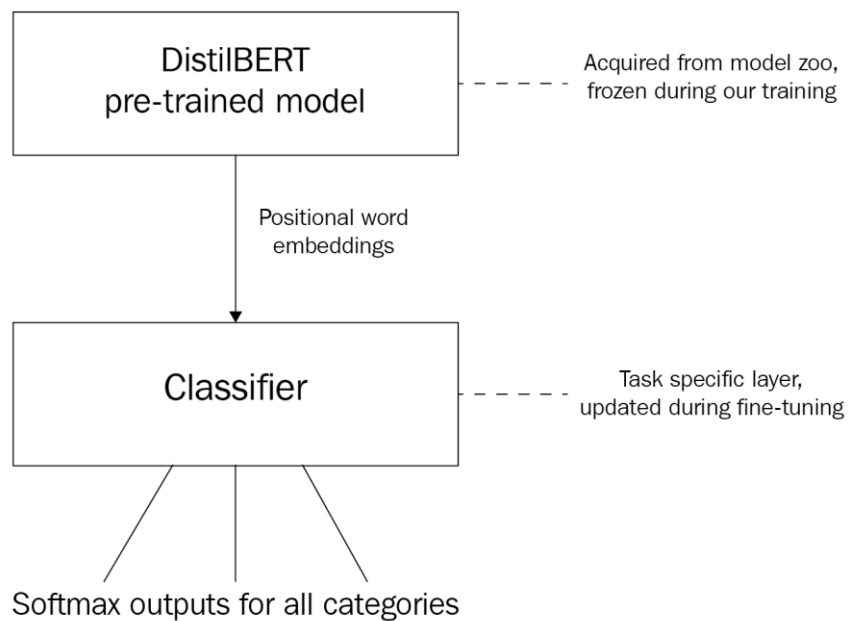 DistilBERT
pre-trained model
Acquired from model zoo,
frozen during our training
Positional word
embeddings
Classifier
Task specific layer,
updated during fine-tuning
Softmax outputs for all categories